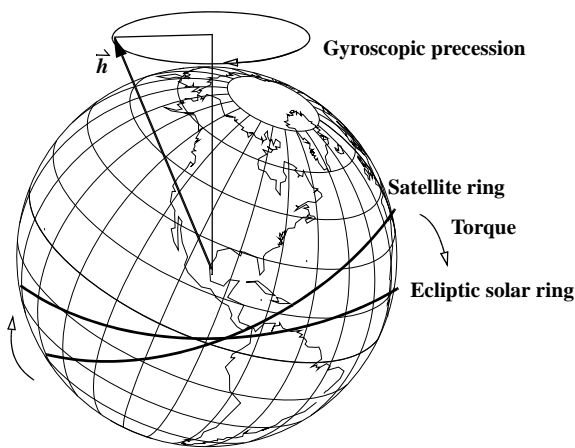 Gyroscopic precession
h
Satellite ring
Torque
Ecliptic solar ring